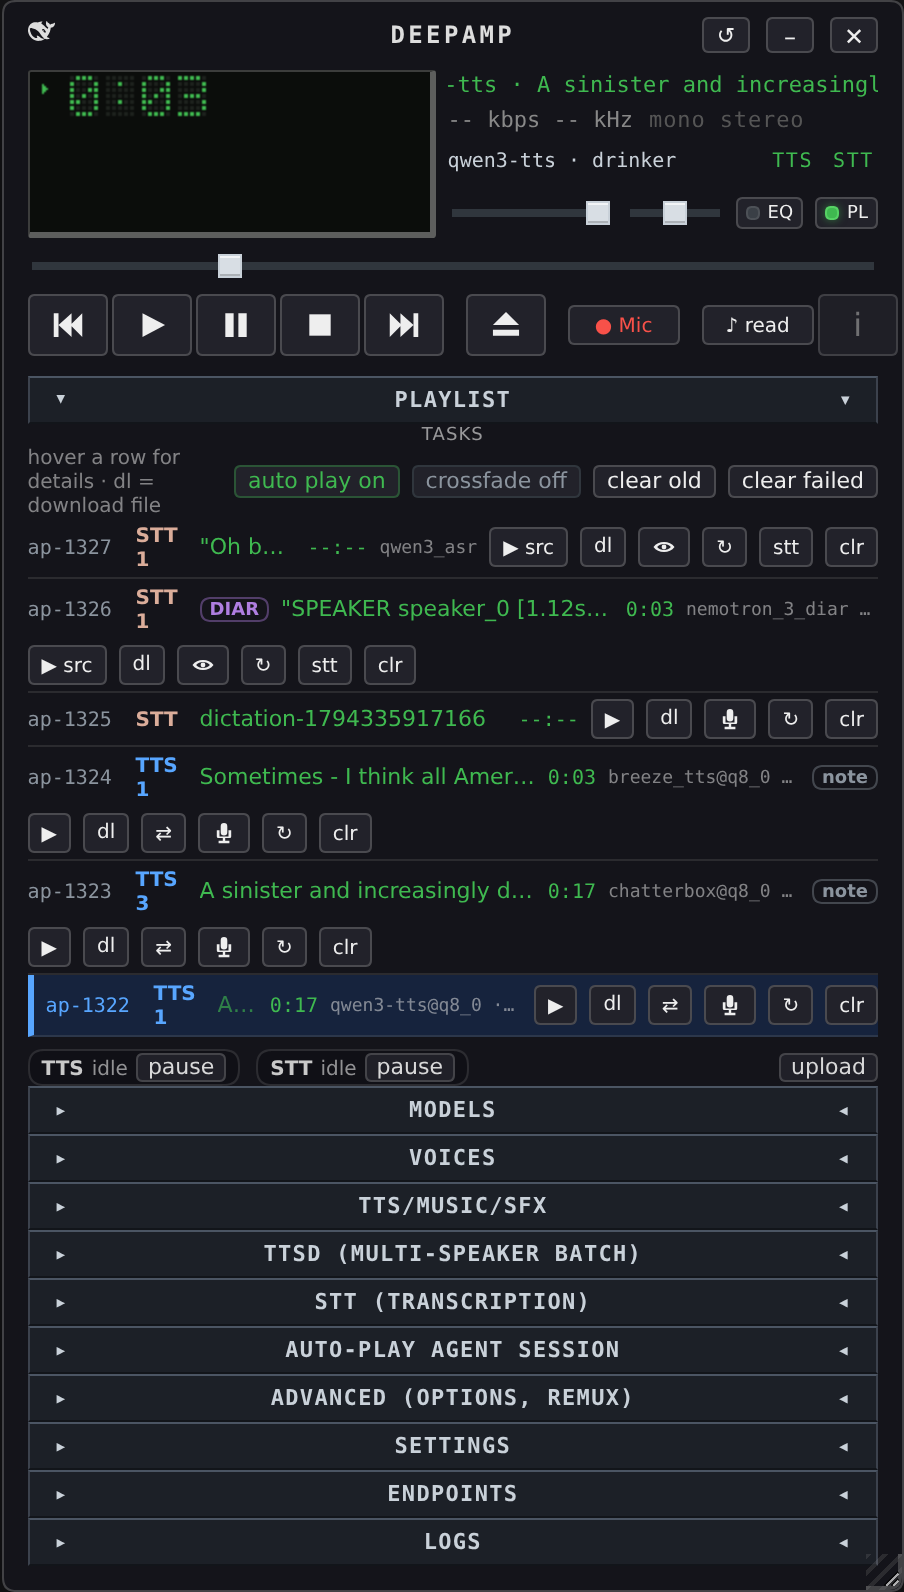 DEEPAMP
0:03
-tts · A sinister and increasingl
-- kbps -- kHz mono stereo
qwen3-tts · drinker TTS STT
EQ PL
Mic ♪ read i
PLAYLIST
TASKS
hover a row for
details · dl =
download file
auto play on crossfade off clear old clear failed
ap-1327 STT 1 "Oh b... --:-- qwen3_asr ▶ src dl ↻ stt clr
ap-1326 STT 1 DIAR "SPEAKER speaker_0 [1.12s... 0:03 nemotron_3_diar …
▶ src dl ↻ stt clr
ap-1325 STT dictation-1794335917166 --:-- ▶ dl ↻ clr
ap-1324 TTS 1 Sometimes - I think all Amer... 0:03 breeze_tts@q8_0 … note
▶ dl ⇄ ↻ clr
ap-1323 TTS 3 A sinister and increasingly d... 0:17 chatterbox@q8_0 … note
▶ dl ⇄ ↻ clr
ap-1322 TTS 1 A... 0:17 qwen3-tts@q8_0 ·… ▶ dl ⇄ ↻ clr
TTS idle pause STT idle pause upload
MODELS
VOICES
TTS/MUSIC/SFX
TTSD (MULTI-SPEAKER BATCH)
STT (TRANSCRIPTION)
AUTO-PLAY AGENT SESSION
ADVANCED (OPTIONS, REMUX)
SETTINGS
ENDPOINTS
LOGS